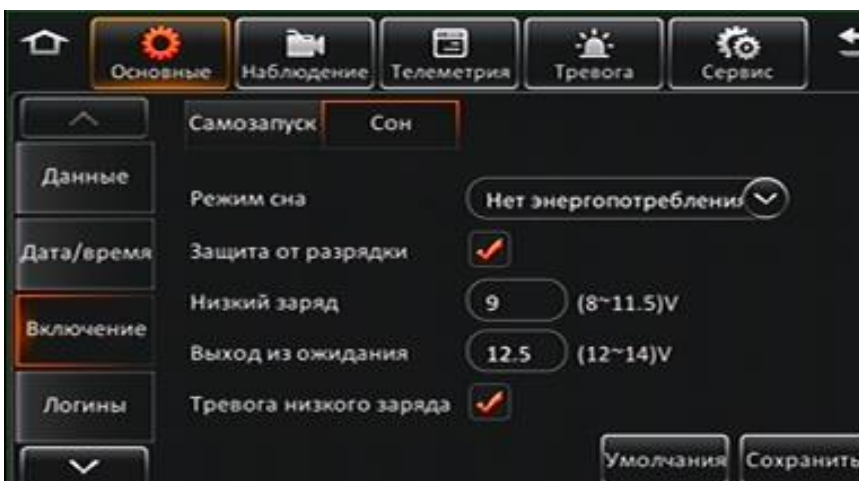 Основные Наблюдение Телеметрия Тревога Сервис
Самозапуск Сон
Данные
Режим сна Нет энергопотреблени
Дата/время Защита от разрядки
Низкий заряд 9 (8~11.5)V
Включение
Выход из ожидания 12.5 (12~14)V
Логины Тревога низкого заряда
Умолчания Сохранить